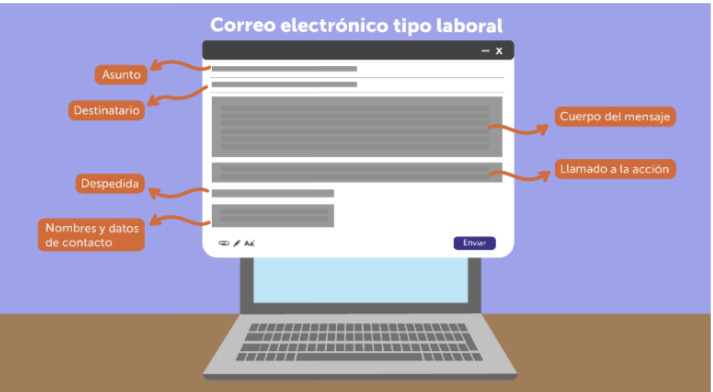 Correo electrónico tipo laboral
- x
Asunto
Destinatario
Cuerpo del mensaje
Llamado a la acción
Despedida
Nombres y datos
de contacto
Aa
Enviar